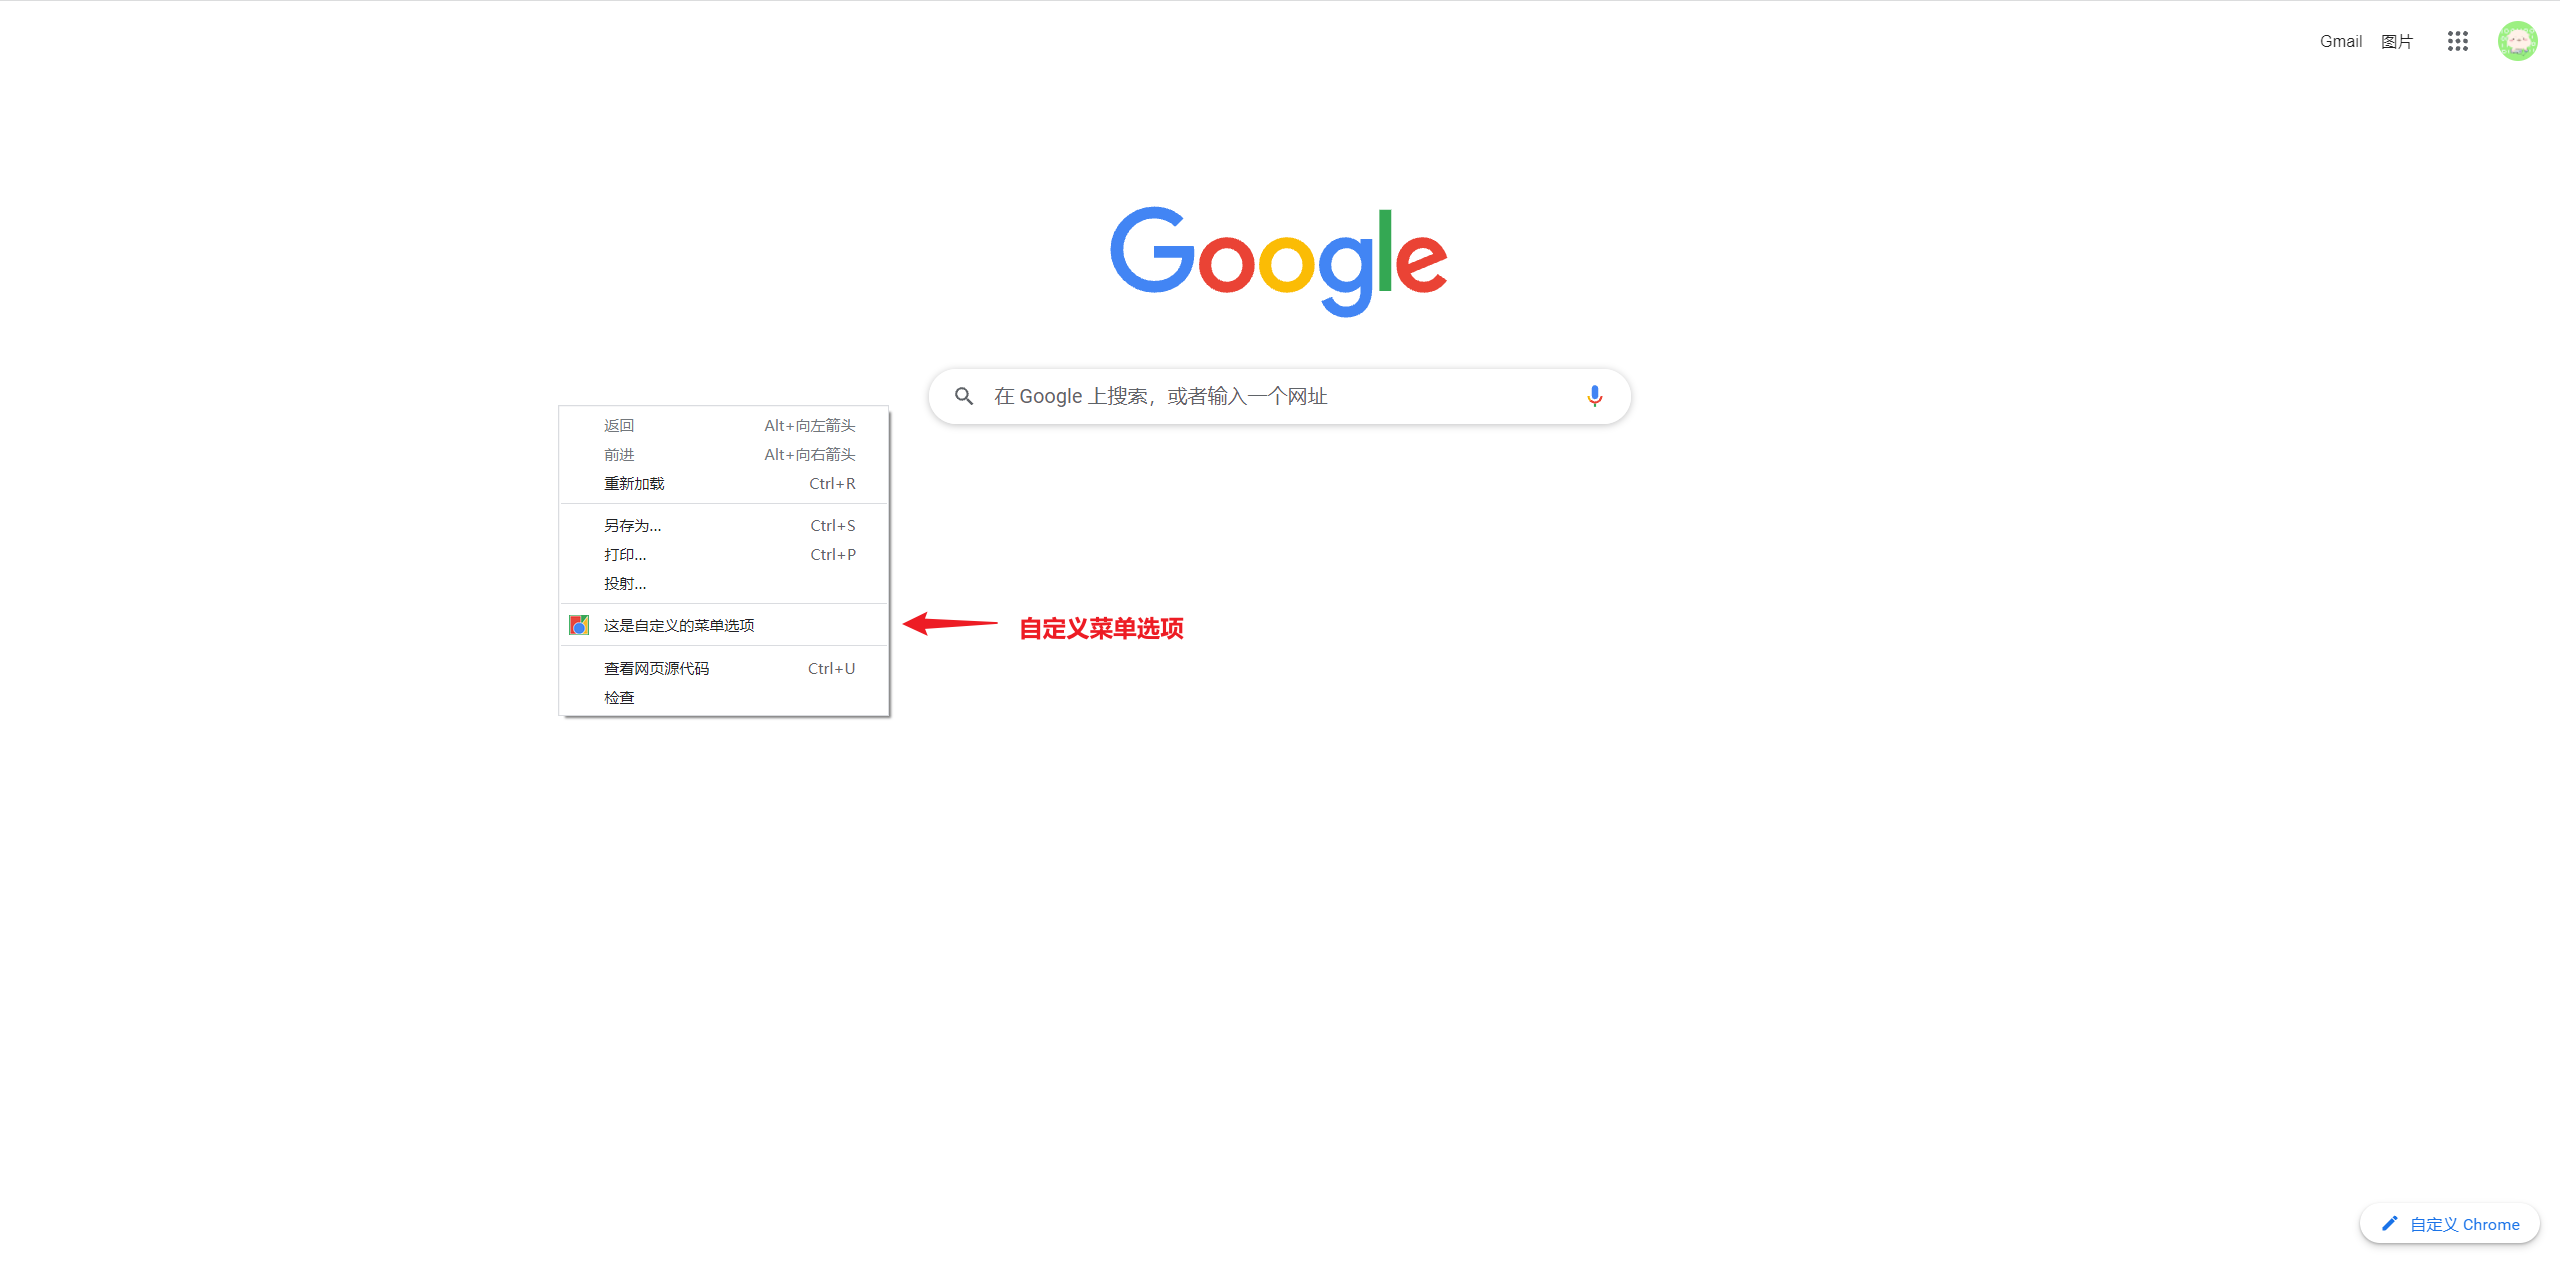 Gmail 图片
Google
在 Google 上搜索，或者输入一个网址
返回 Alt+向左箭头
前进 Alt+向右箭头
重新加载 Ctrl+R
另存为... Ctrl+S
打印... Ctrl+P
投射...
这是自定义的菜单选项
自定义菜单选项
查看网页源代码 Ctrl+U
检查
自定义 Chrome